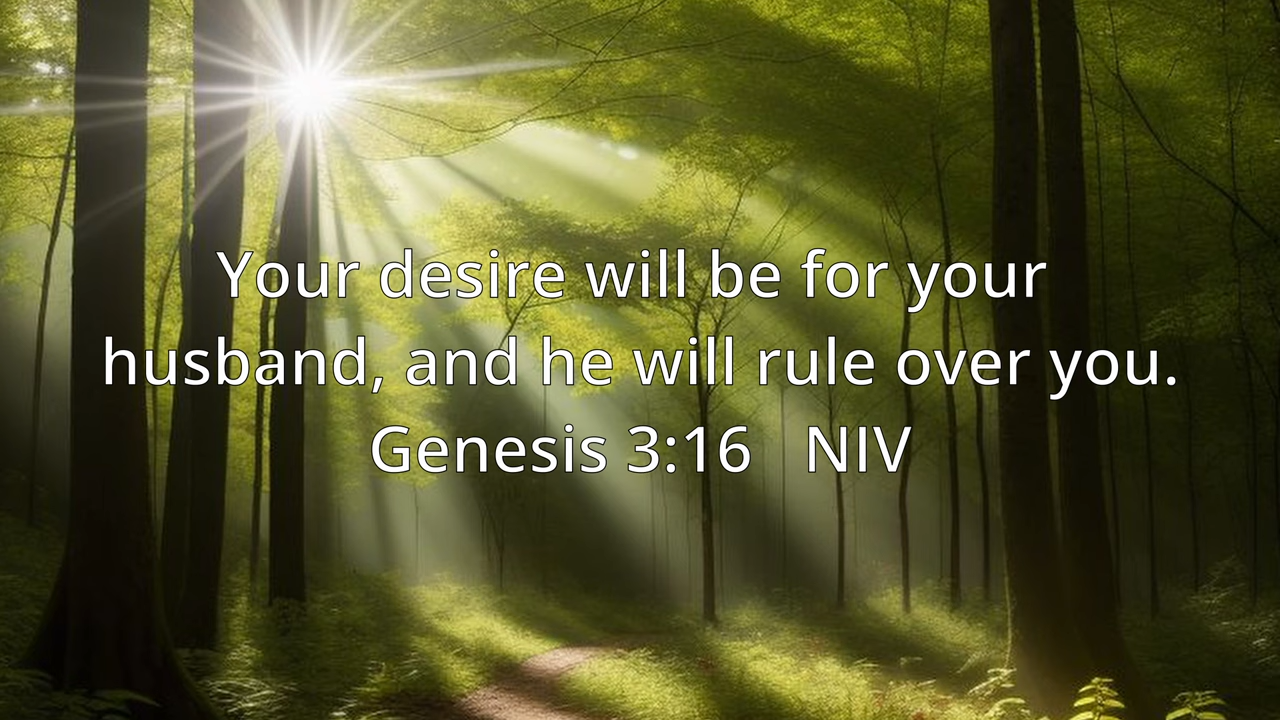 Your desire will be for your
husband, and he will rule over you.
Genesis 3:16 NIV